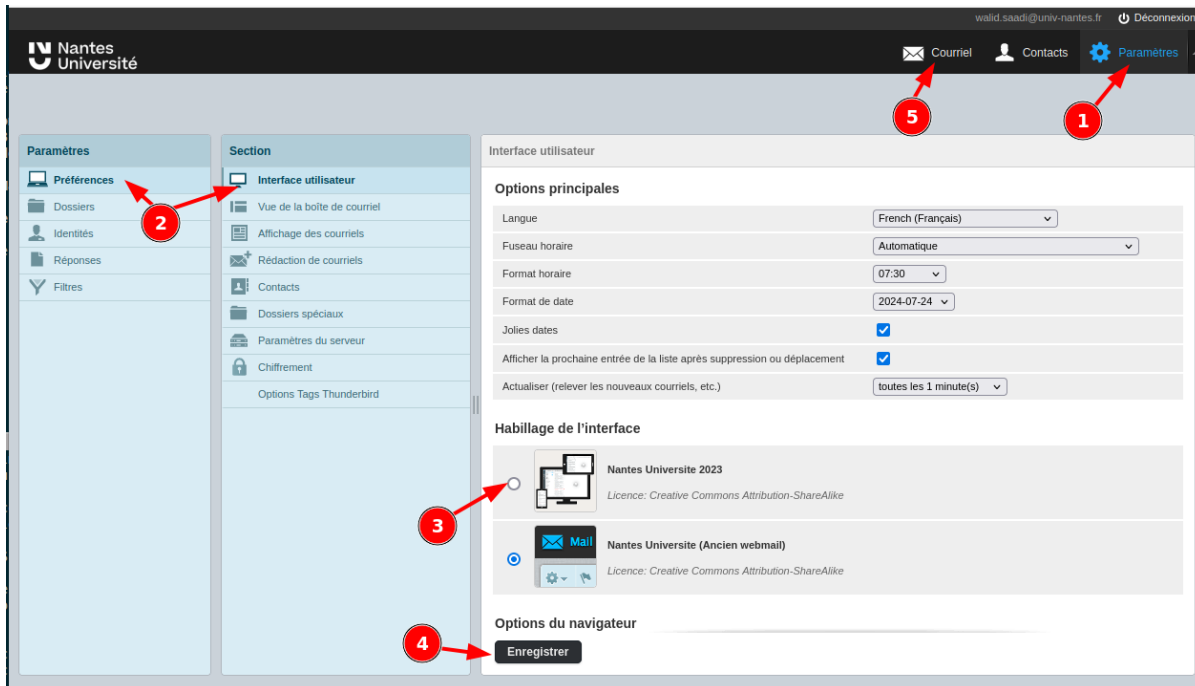 walid.saadi@univ-nantes.fr Déconnexion
Nantes
Université
Courriel Contacts Paramètres
5 1
Paramètres
Préférences
Dossiers
Identités
Réponses
Filtres
2
Section
Interface utilisateur
Vue de la boîte de courriel
Affichage des courriels
Rédaction de courriels
Contacts
Dossiers spéciaux
Paramètres du serveur
Chiffrement
Options Tags Thunderbird
Interface utilisateur
Options principales
Langue French (Français)
Fuseau horaire Automatique
Format horaire 07:30
Format de date 2024-07-24
Jolies dates
Afficher la prochaine entrée de la liste après suppression ou déplacement
Actualiser (relever les nouveaux courriels, etc.) toutes les 1 minute(s)
Habillage de l'interface
Nantes Universite 2023
Licence: Creative Commons Attribution-ShareAlike
3
Mail
Nantes Universite (Ancien webmail)
Licence: Creative Commons Attribution-ShareAlike
Options du navigateur
4
Enregistrer